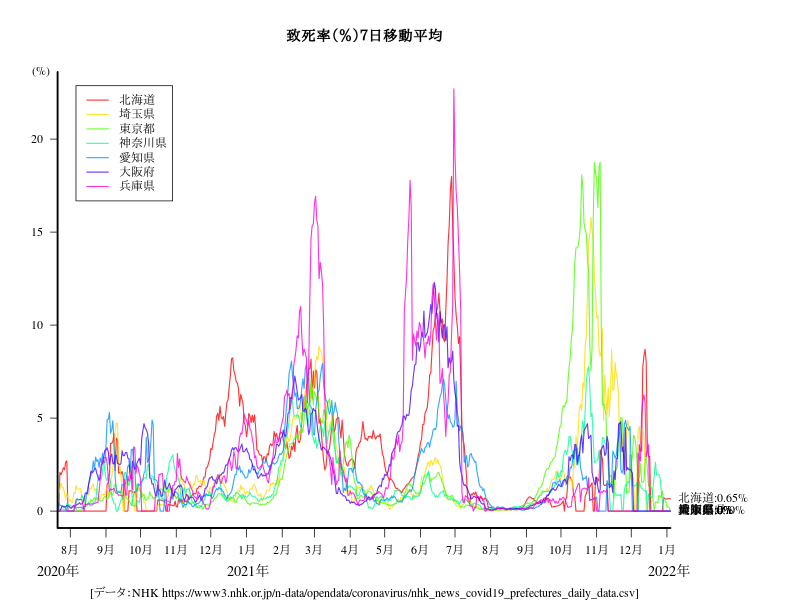 致死率(%)7日移動平均
(%)
20
15
10
5
0
北海道
埼玉県
東京都
神奈川県
愛知県
大阪府
兵庫県
北海道:0.65%
8月 9月 10月 11月 12月 1月 2月 3月 4月 5月 6月 7月 8月 9月 10月 11月 12月 1月
2020年 2021年 2022年
[データ:NHK https://www3.nhk.or.jp/n-data/opendata/coronavirus/nhk_news_covid19_prefectures_daily_data.csv]